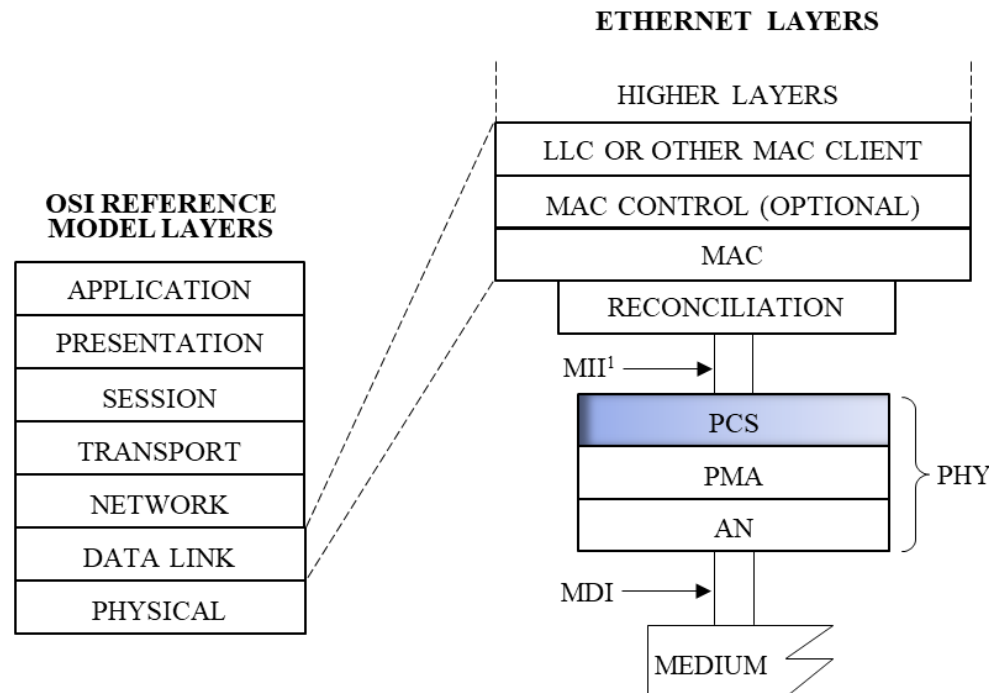 ETHERNET LAYERS
HIGHER LAYERS
LLC OR OTHER MAC CLIENT
MAC CONTROL (OPTIONAL)
MAC
RECONCILIATION
MII¹
PCS
PMA
AN
PHY
MDI
MEDIUM
OSI REFERENCE
MODEL LAYERS
APPLICATION
PRESENTATION
SESSION
TRANSPORT
NETWORK
DATA LINK
PHYSICAL